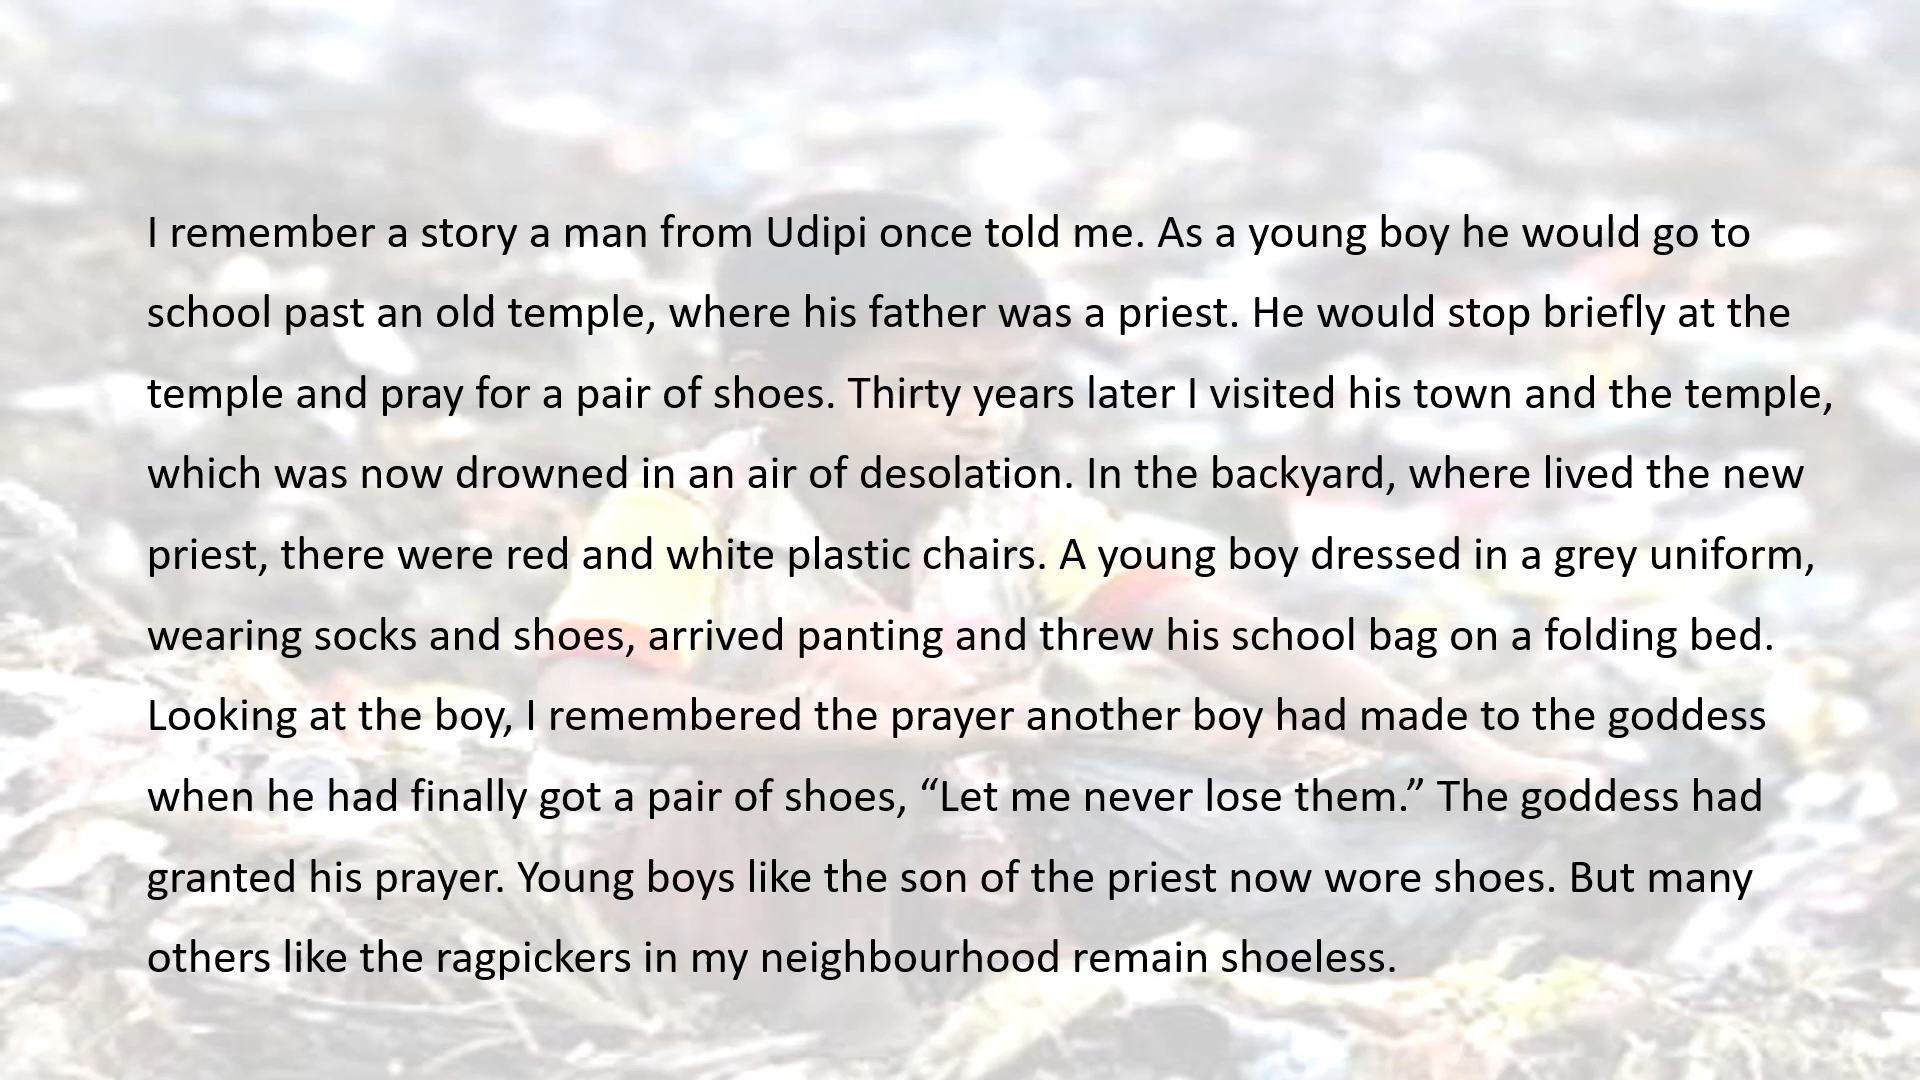 I remember a story a man from Udipi once told me. As a young boy he would go to
school past an old temple, where his father was a priest. He would stop briefly at the
temple and pray for a pair of shoes. Thirty years later I visited his town and the temple,
which was now drowned in an air of desolation. In the backyard, where lived the new
priest, there were red and white plastic chairs. A young boy dressed in a grey uniform,
wearing socks and shoes, arrived panting and threw his school bag on a folding bed.
Looking at the boy, I remembered the prayer another boy had made to the goddess
when he had finally got a pair of shoes, “Let me never lose them.” The goddess had
granted his prayer. Young boys like the son of the priest now wore shoes. But many
others like the ragpickers in my neighbourhood remain shoeless.